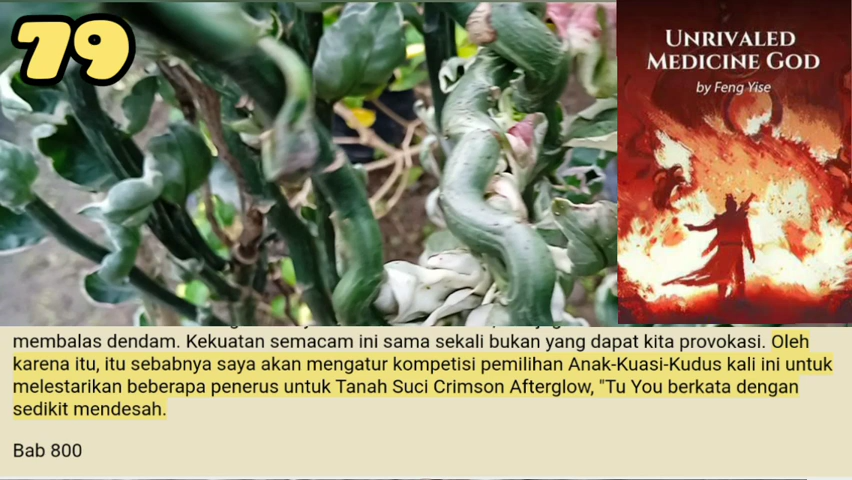 79
UNRIVALED
MEDICINE GOD
by Feng Yise
membalas dendam. Kekuatan semacam ini sama sekali bukan yang dapat kita provokasi. Oleh
karena itu, itu sebabnya saya akan mengatur kompetisi pemilihan Anak-Kuasi-Kudus kali ini untuk
melestarikan beberapa penerus untuk Tanah Suci Crimson Afterglow, "Tu You berkata dengan
sedikit mendesah.
Bab 800